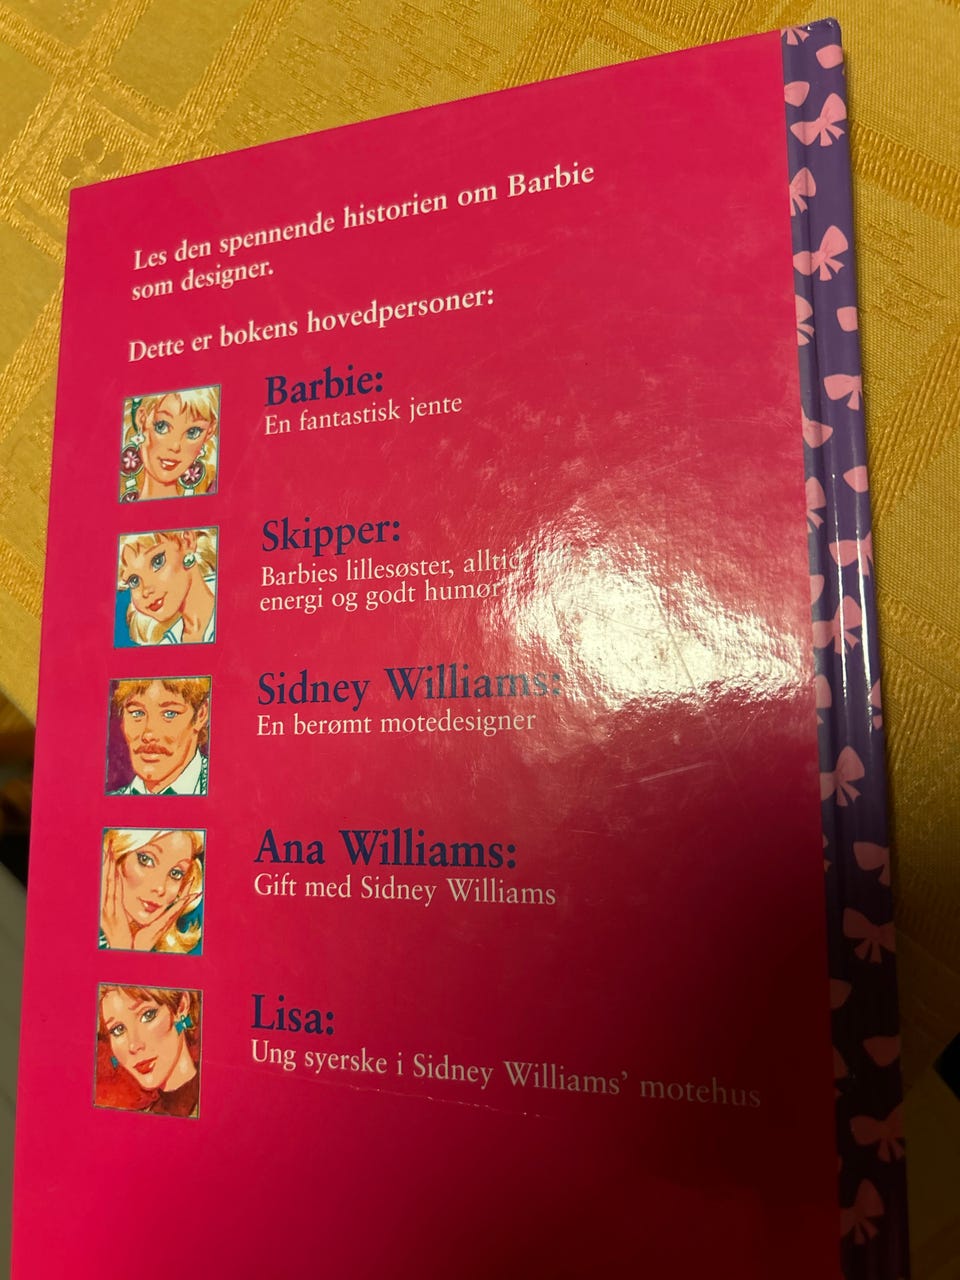 Les den spennende historien om Barbie
som designer.
Dette er bokens hovedpersoner:
Barbie:
En fantastisk jente
Skipper:
Barbies lillesøster, alltid
energi og godt humør
Sidney Williams:
En berømt motedesigner
Ana Williams:
Gift med Sidney Williams
Lisa:
Ung syerske i Sidney Williams’ motehus